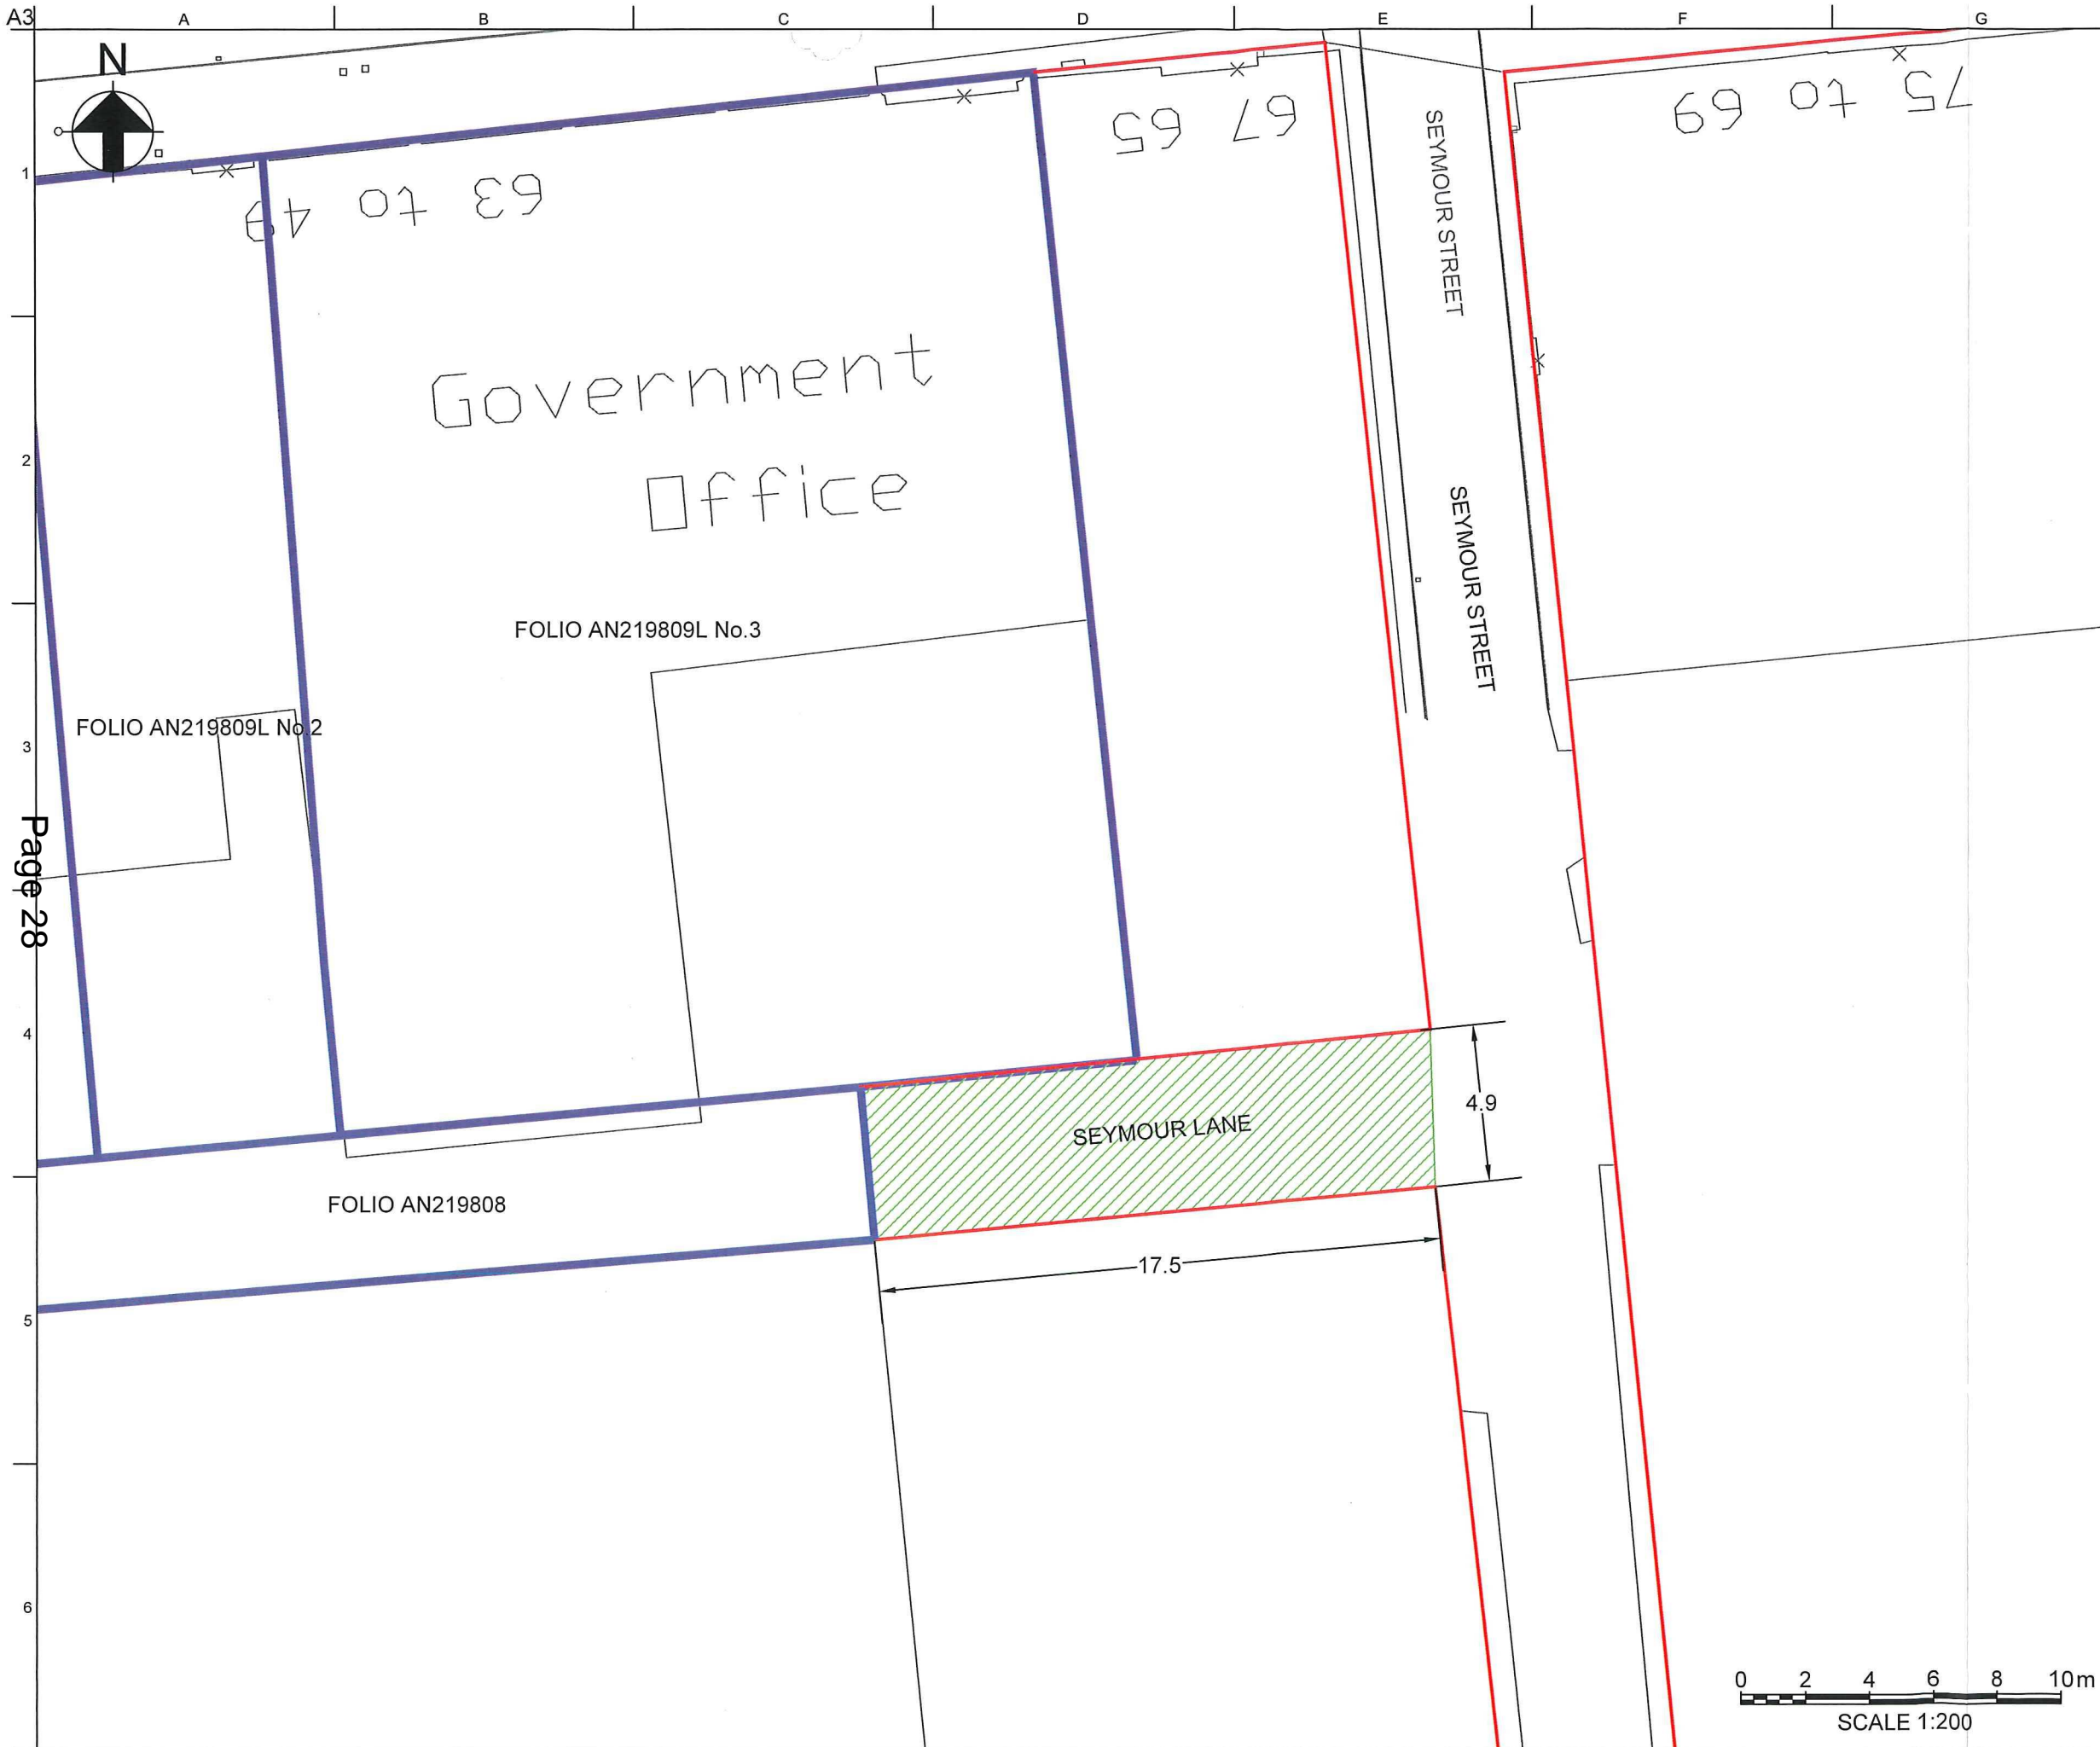 A3 A B C D E F G
N
1
2
3
4
5
6
63 to 49
67 65
75 to 69
SEYMOUR STREET
SEYMOUR STREET
Government
Office
FOLIO AN219809L No.3
FOLIO AN219809L No.2
Page 28
SEYMOUR LANE
4.9
FOLIO AN219808
17.5
0 2 4 6 8 10m
SCALE 1:200